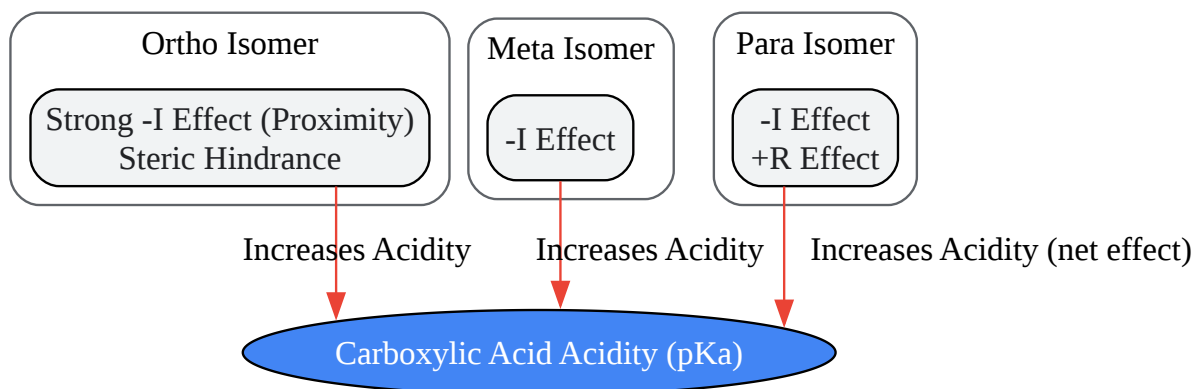 Ortho Isomer
Strong -I Effect (Proximity)
Steric Hindrance
Meta Isomer
-I Effect
Para Isomer
-I Effect
+R Effect
Increases Acidity
Increases Acidity
Increases Acidity (net effect)
Carboxylic Acid Acidity (pKa)